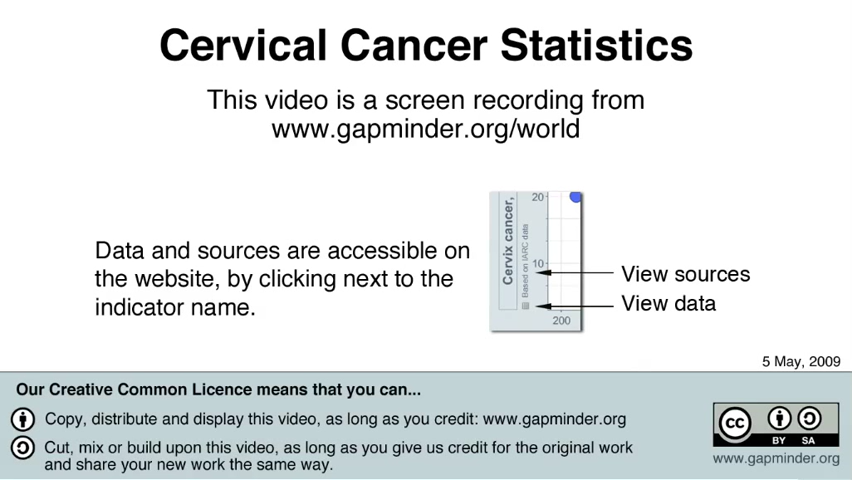 Cervical Cancer Statistics
This video is a screen recording from
www.gapminder.org/world
Data and sources are accessible on
the website, by clicking next to the
indicator name.
Cervix cancer,
Based on IARC data
20
10
200
View sources
View data
5 May, 2009
Our Creative Common Licence means that you can...
Copy, distribute and display this video, as long as you credit: www.gapminder.org
Cut, mix or build upon this video, as long as you give us credit for the original work
and share your new work the same way.
cc
BY SA
www.gapminder.org